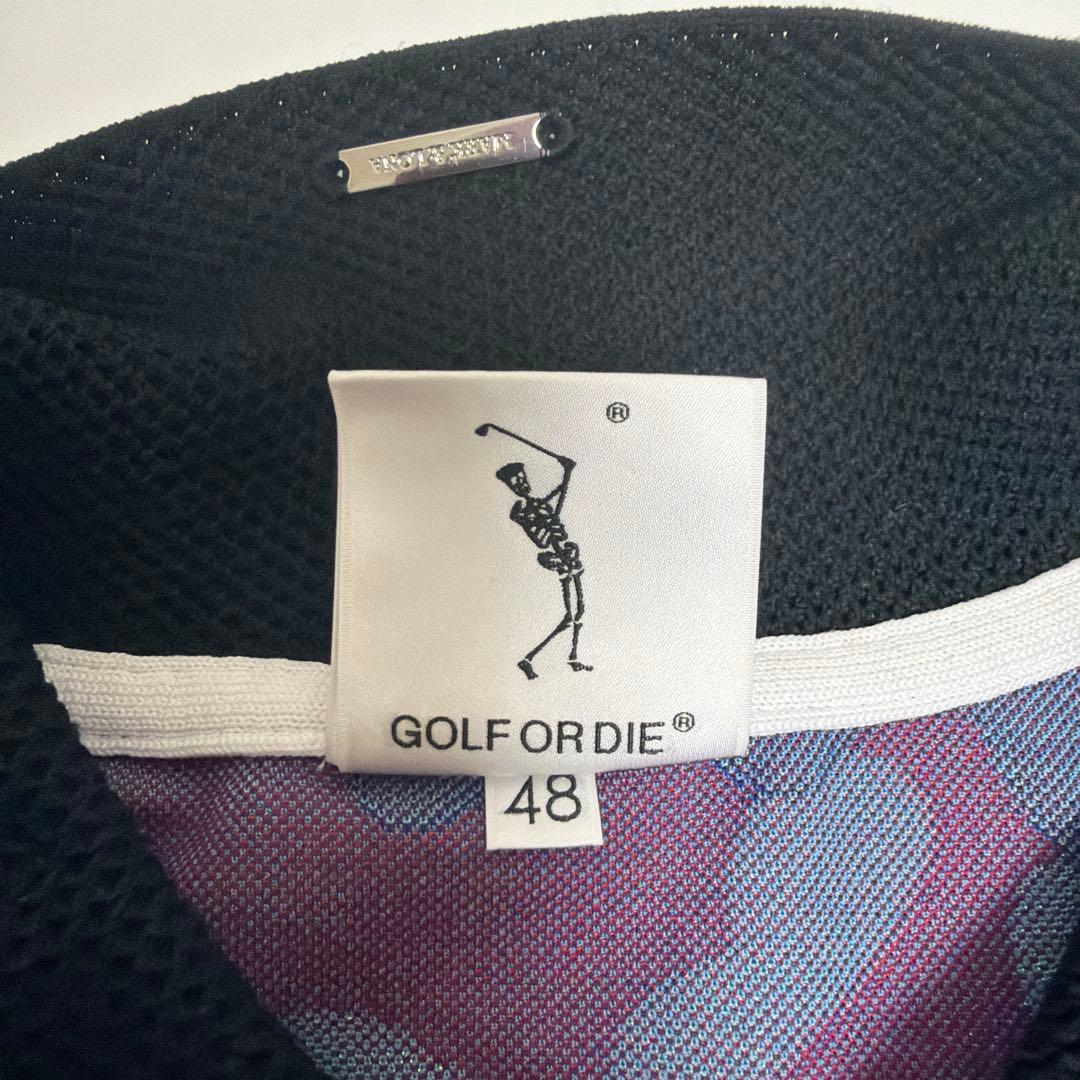 MARK&LONA
®
GOLF OR DIE®
48